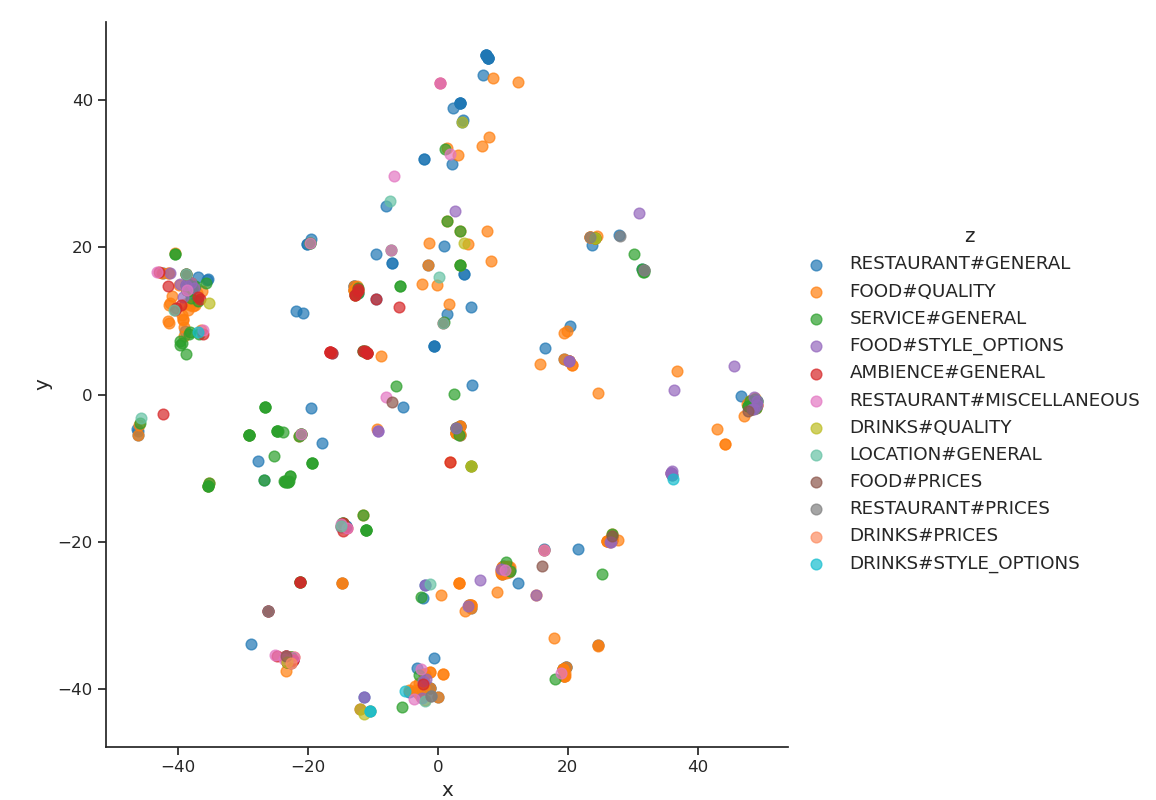 40
20
0
−20
−40
y
−40
−20
0
20
40
x
z
RESTAURANT#GENERAL
FOOD#QUALITY
SERVICE#GENERAL
FOOD#STYLE_OPTIONS
AMBIENCE#GENERAL
RESTAURANT#MISCELLANEOUS
DRINKS#QUALITY
LOCATION#GENERAL
FOOD#PRICES
RESTAURANT#PRICES
DRINKS#PRICES
DRINKS#STYLE_OPTIONS